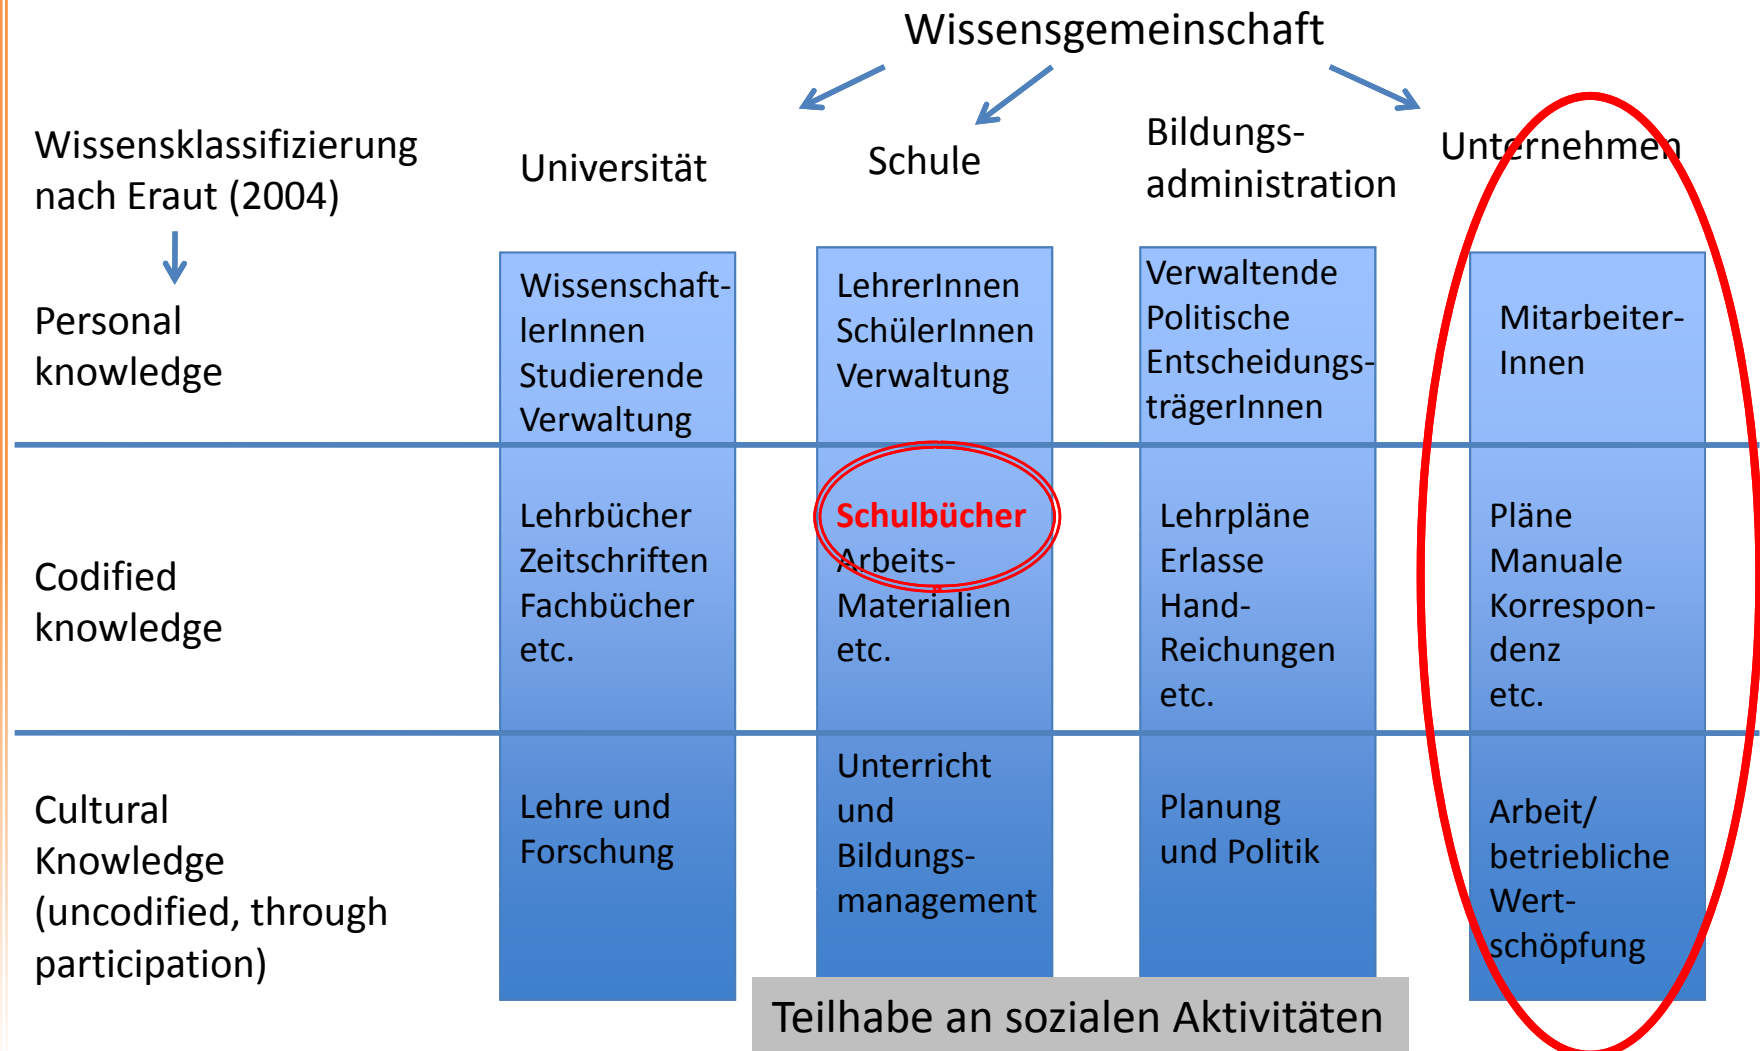 Wissensgemeinschaft
Wissensklassifizierung
nach Eraut (2004)
Universität
Schule
Bildungs-
administration
Unternehmen
Personal
knowledge
Wissenschaft-
lerInnen
Studierende
Verwaltung
LehrerInnen
SchülerInnen
Verwaltung
Verwaltende
Politische
Entscheidungs-
trägerInnen
Mitarbeiter-
Innen
Codified
knowledge
Lehrbücher
Zeitschriften
Fachbücher
etc.
Schulbücher
Arbeits-
Materialien
etc.
Lehrpläne
Erlasse
Hand-
Reichungen
etc.
Pläne
Manuale
Korrespon-
denz
etc.
Cultural
Knowledge
(uncodified, through
participation)
Lehre und
Forschung
Unterricht
und
Bildungs-
management
Planung
und Politik
Arbeit/
betriebliche
Wert-
schöpfung
Teilhabe an sozialen Aktivitäten